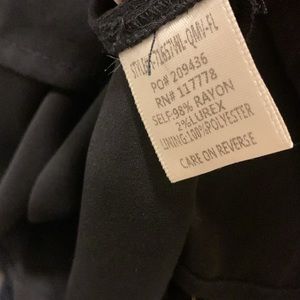 PO# 209436
RN# 117778
SELF:98% RAYON
2%LUREX
LINING:100%POLYESTER
CARE ON REVERSE